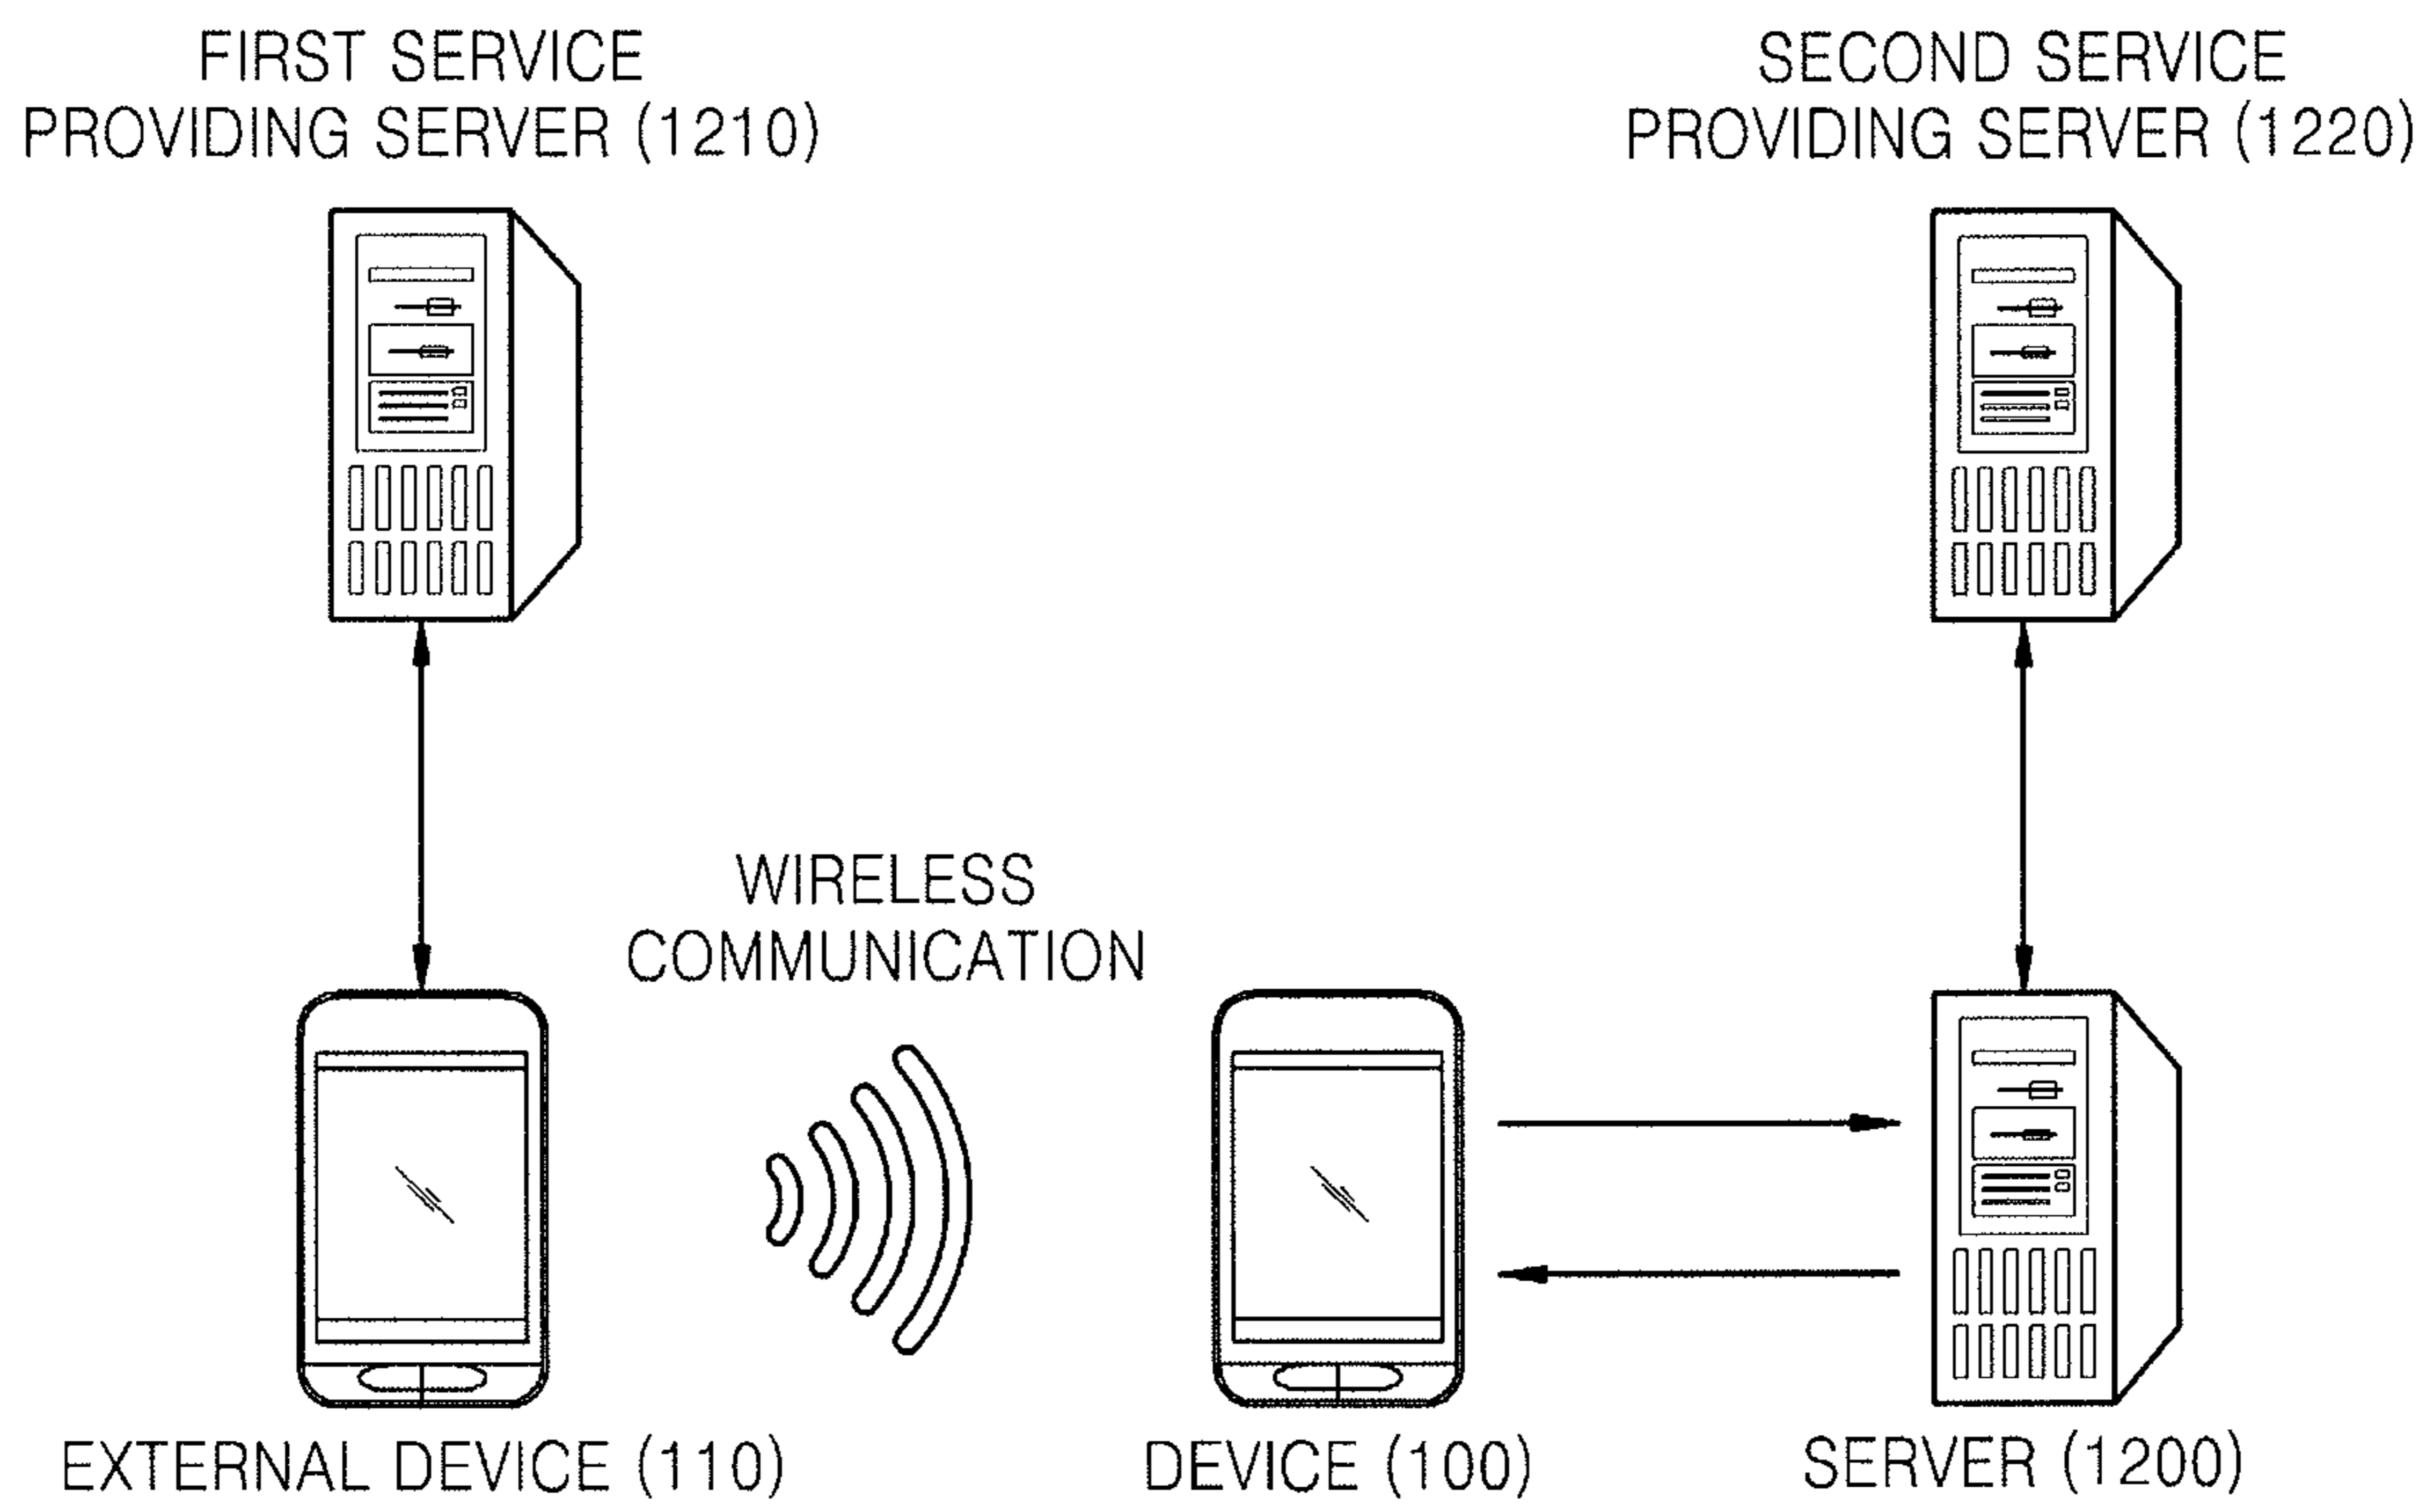 FIRST SERVICE
PROVIDING SERVER (1210)
SECOND SERVICE
PROVIDING SERVER (1220)
WIRELESS
COMMUNICATION
EXTERNAL DEVICE (110)
DEVICE (100)
SERVER (1200)